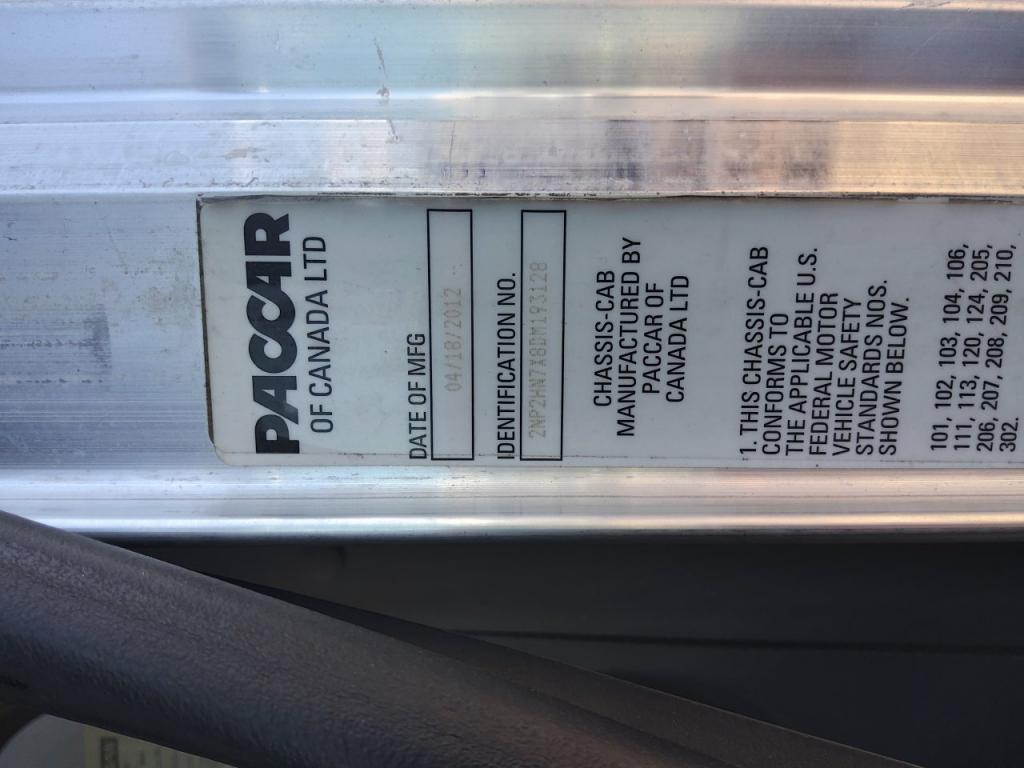 PACCAR
OF CANADA LTD
DATE OF MFG
04/18/2012
IDENTIFICATION NO.
2NP2HN7X8DM193128
CHASSIS-CAB
MANUFACTURED BY
PACCAR OF
CANADA LTD
1. THIS CHASSIS-CAB
CONFORMS TO
THE APPLICABLE U.S.
FEDERAL MOTOR
VEHICLE SAFETY
STANDARDS NOS.
SHOWN BELOW.
101, 102, 103, 104, 106,
111, 113, 120, 124, 205,
206, 207, 208, 209, 210,
302.